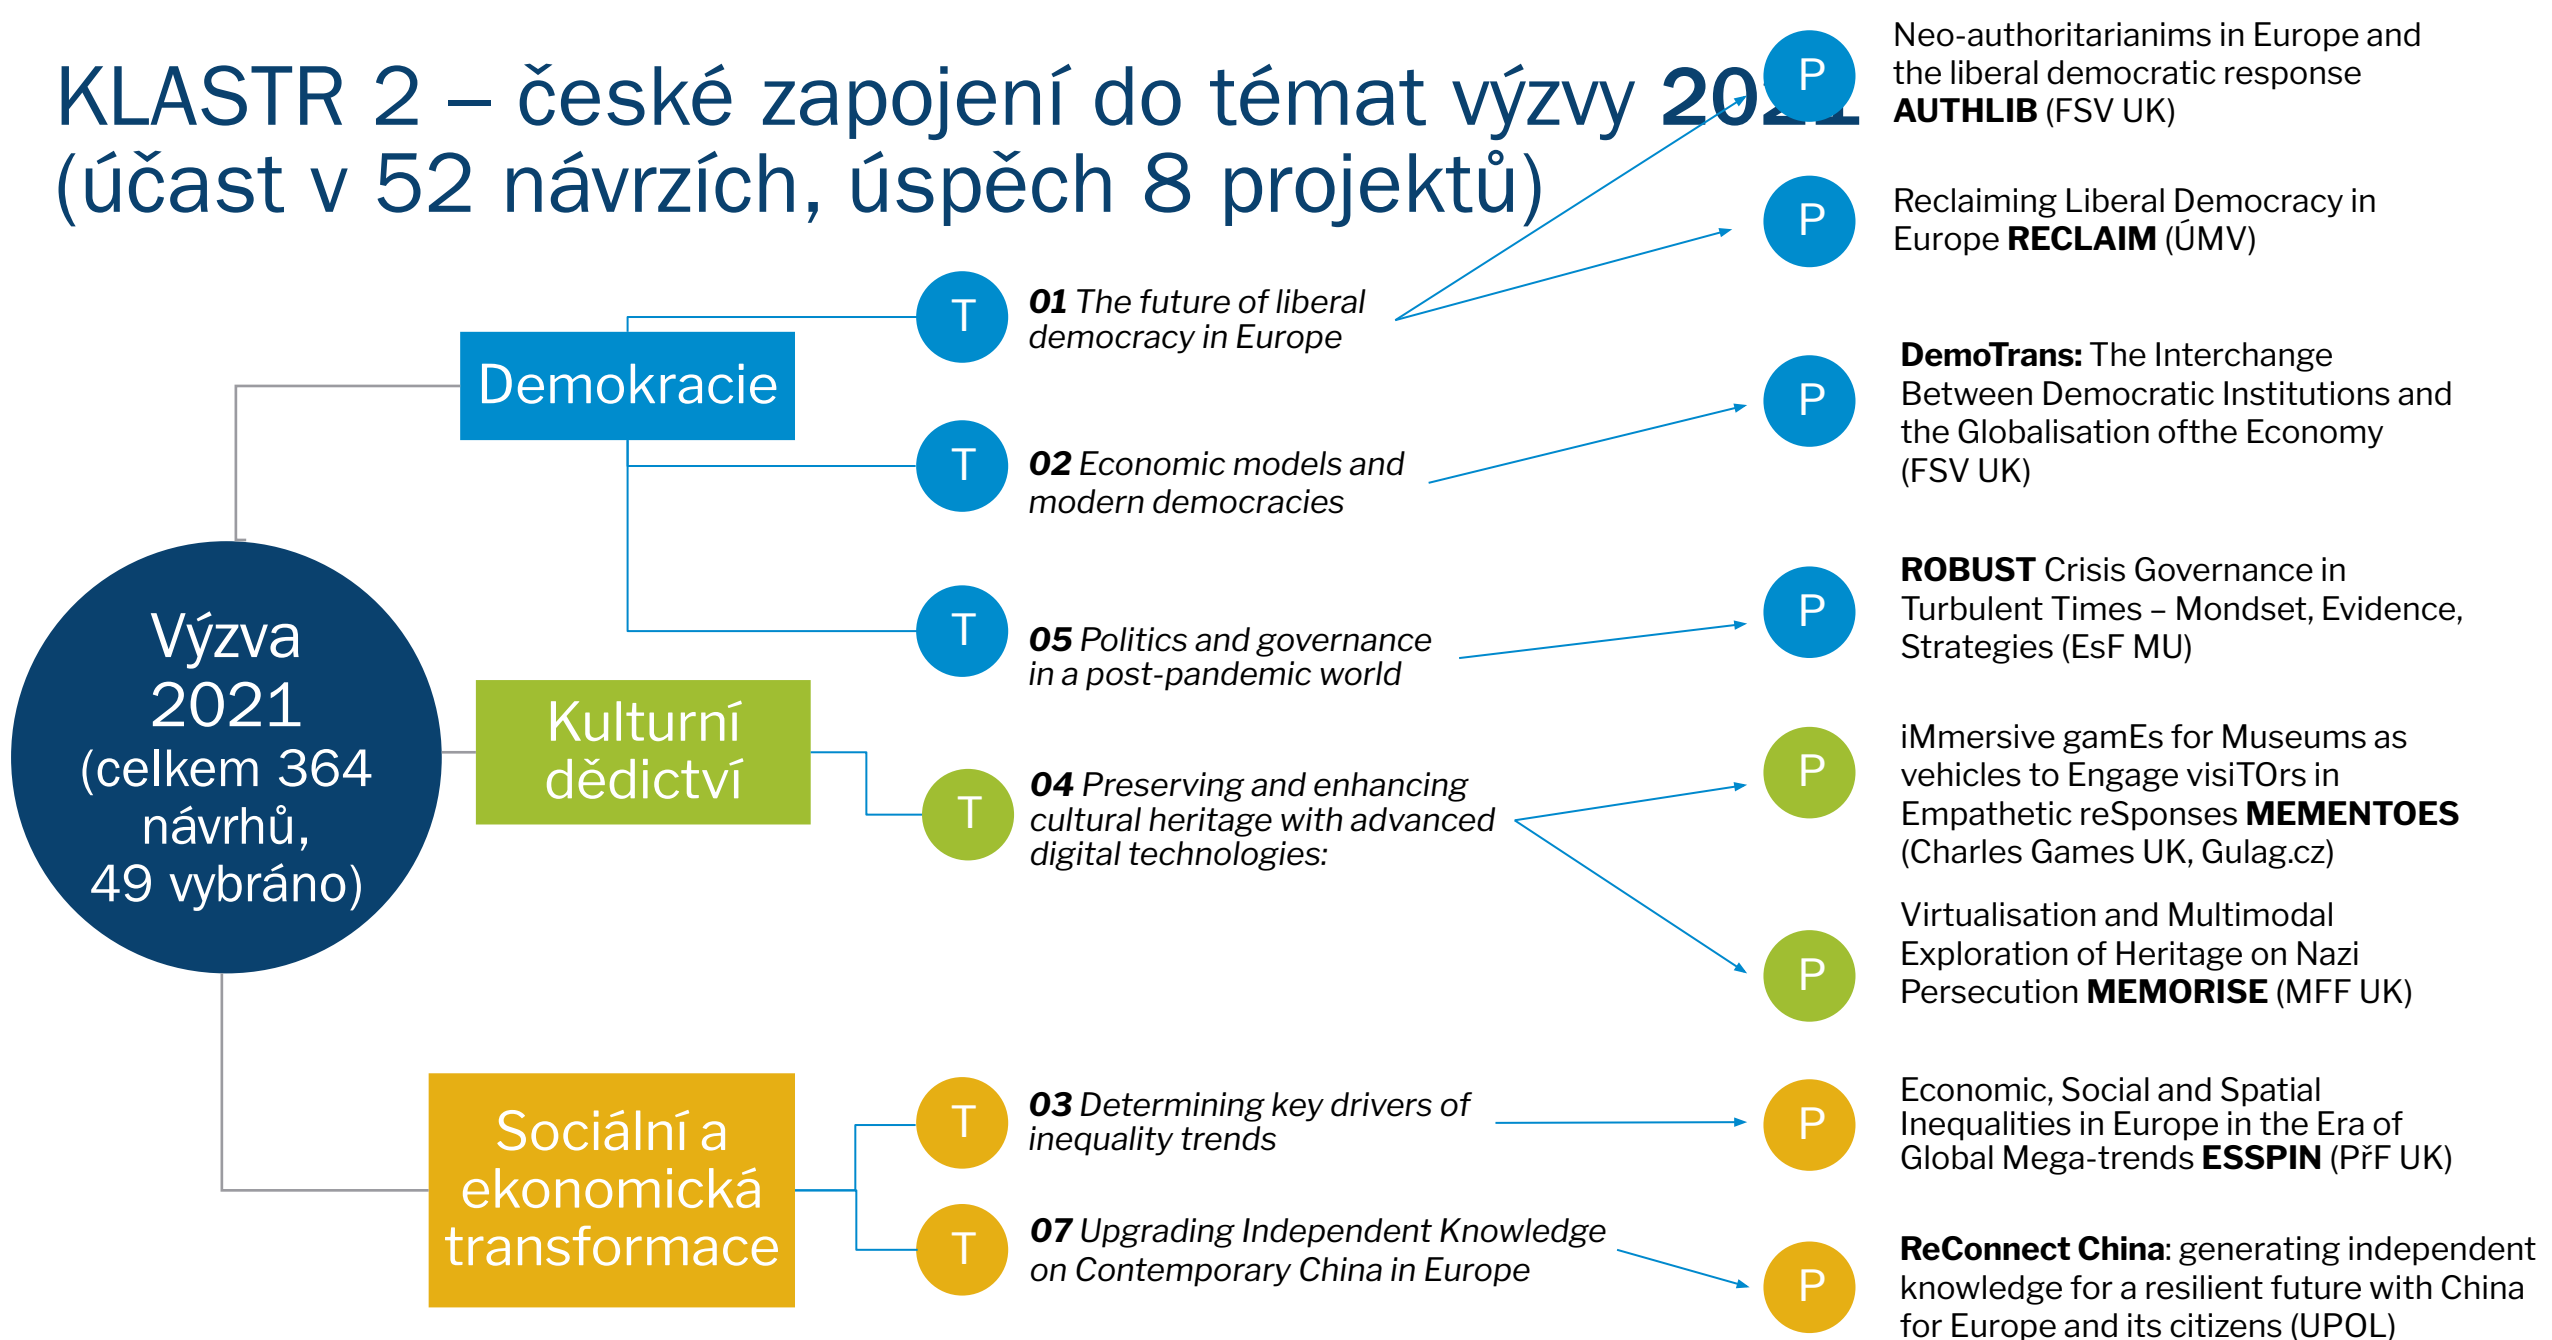 KLASTR 2 – české zapojení do témat výzvy 2021
(účast v 52 návrzích, úspěch 8 projektů)
Výzva
2021
(celkem 364
návrhů,
49 vybráno)
Demokracie
T
01 The future of liberal
democracy in Europe
P
Neo-authoritarianims in Europe and
the liberal democratic response
AUTHLIB (FSV UK)
P
Reclaiming Liberal Democracy in
Europe RECLAIM (ÚMV)
T
02 Economic models and
modern democracies
P
DemoTrans: The Interchange
Between Democratic Institutions and
the Globalisation ofthe Economy
(FSV UK)
T
05 Politics and governance
in a post-pandemic world
P
ROBUST Crisis Governance in
Turbulent Times – Mondset, Evidence,
Strategies (EsF MU)
Kulturní
dědictví
T
04 Preserving and enhancing
cultural heritage with advanced
digital technologies:
P
iMmersive gamEs for Museums as
vehicles to Engage visiTOrs in
Empathetic reSponses MEMENTOES
(Charles Games UK, Gulag.cz)
P
Virtualisation and Multimodal
Exploration of Heritage on Nazi
Persecution MEMORISE (MFF UK)
Sociální a
ekonomická
transformace
T
03 Determining key drivers of
inequality trends
P
Economic, Social and Spatial
Inequalities in Europe in the Era of
Global Mega-trends ESSPIN (PřF UK)
T
07 Upgrading Independent Knowledge
on Contemporary China in Europe
P
ReConnect China: generating independent
knowledge for a resilient future with China
for Europe and its citizens (UPOL)